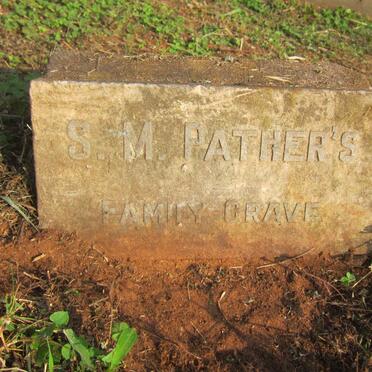 S. M. PATHER'S
FAMILY GRAVE